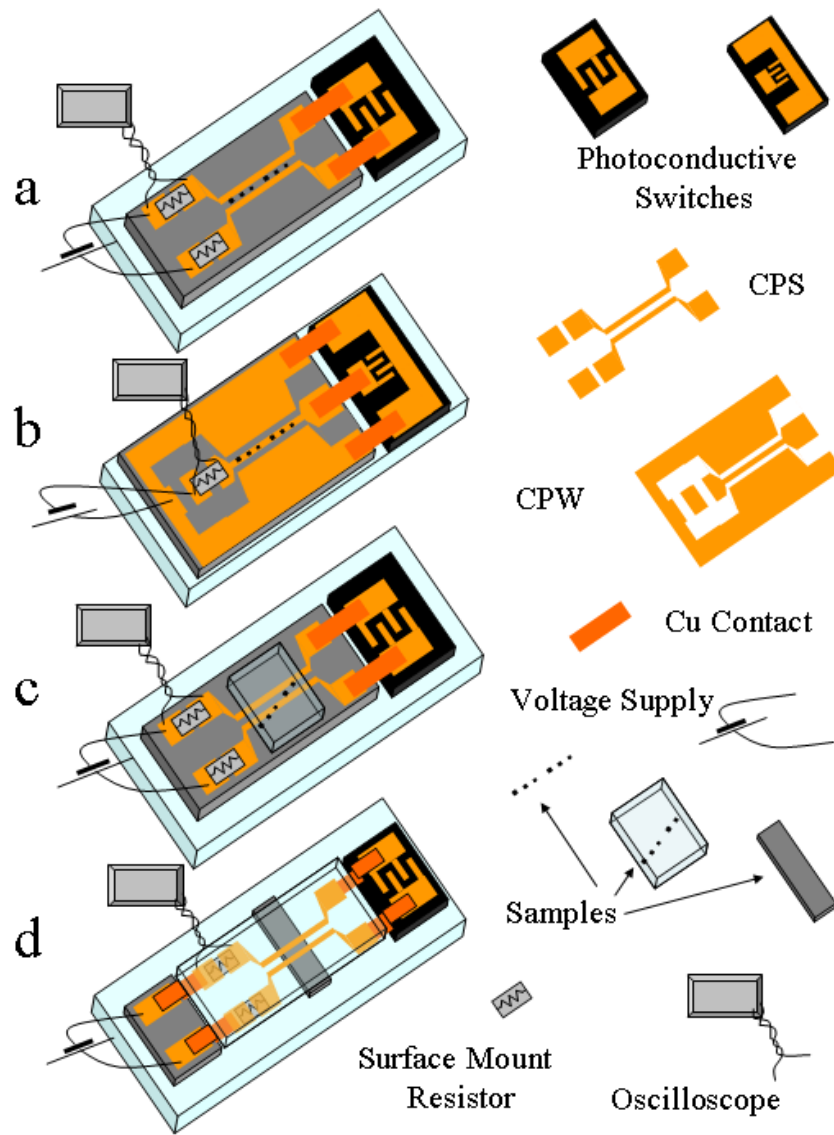 Photoconductive
Switches
a
CPS
b
CPW
Cu Contact
c
Voltage Supply
Samples
d
Surface Mount
Resistor
Oscilloscope